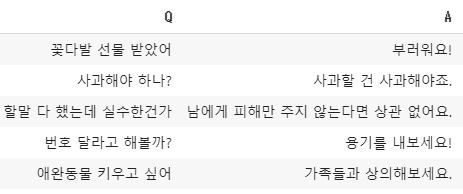 Q A
꽃다발 선물 받았어 부러워요!
사과해야 하나? 사과할 건 사과해야죠.
할말 다 했는데 실수한건가 남에게 피해만 주지 않는다면 상관 없어요.
번호 달라고 해볼까? 용기를 내보세요!
애완동물 키우고 싶어 가족들과 상의해보세요.